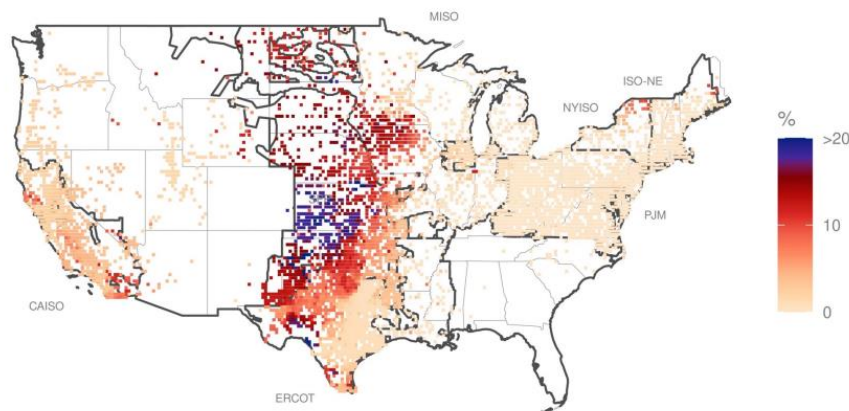 MISO
ISO-NE
NYISO
PJM
CAISO
ERCOT
%
>20
10
0